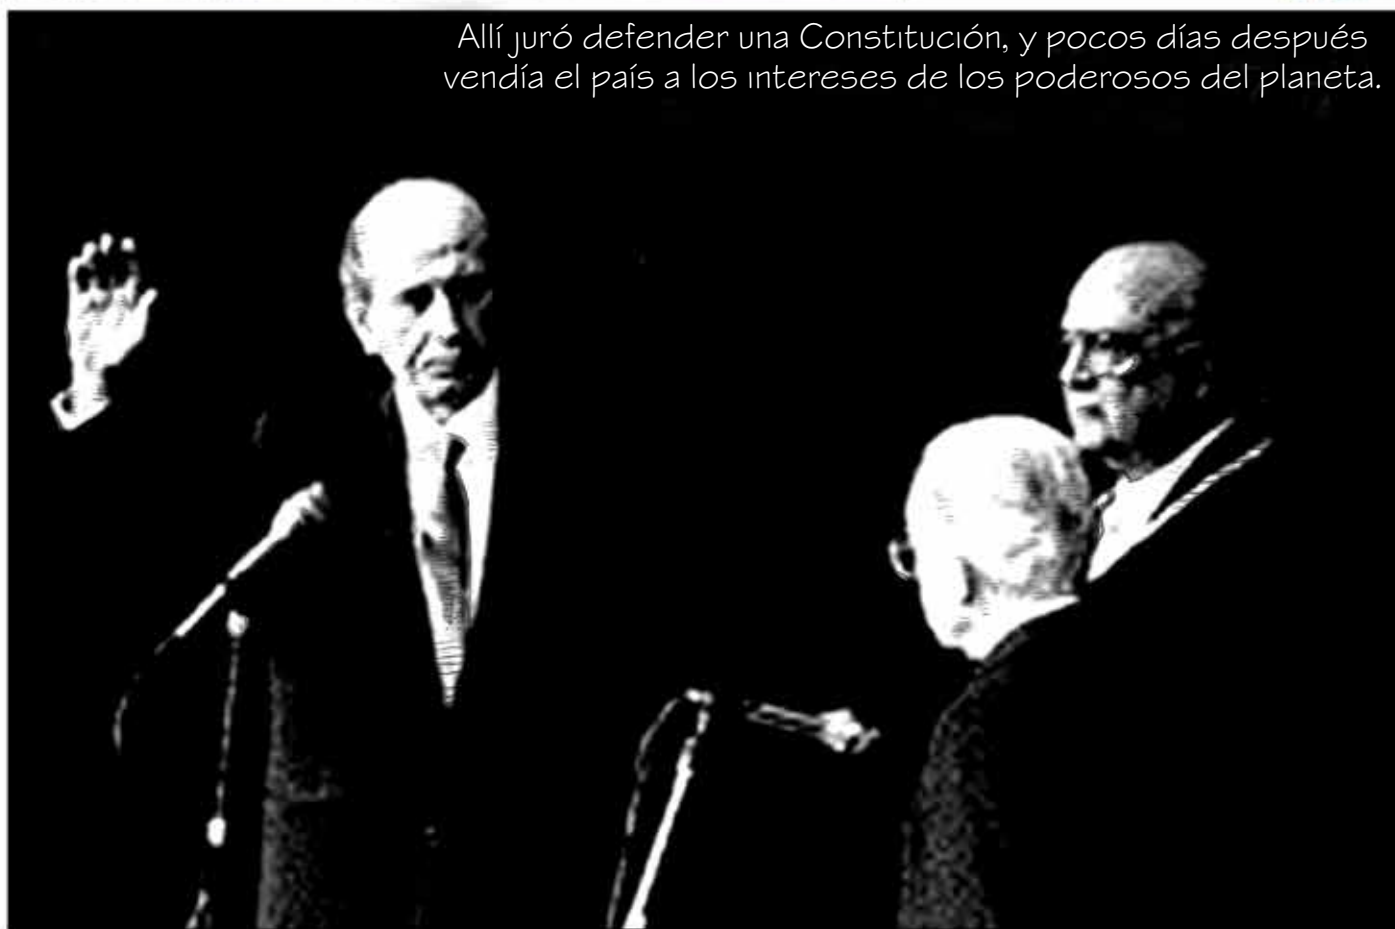 Allí juró defender una Constitución, y pocos días después
vendía el país a los intereses de los poderosos del planeta.